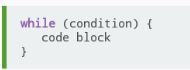 while (condition) {
   code block
}